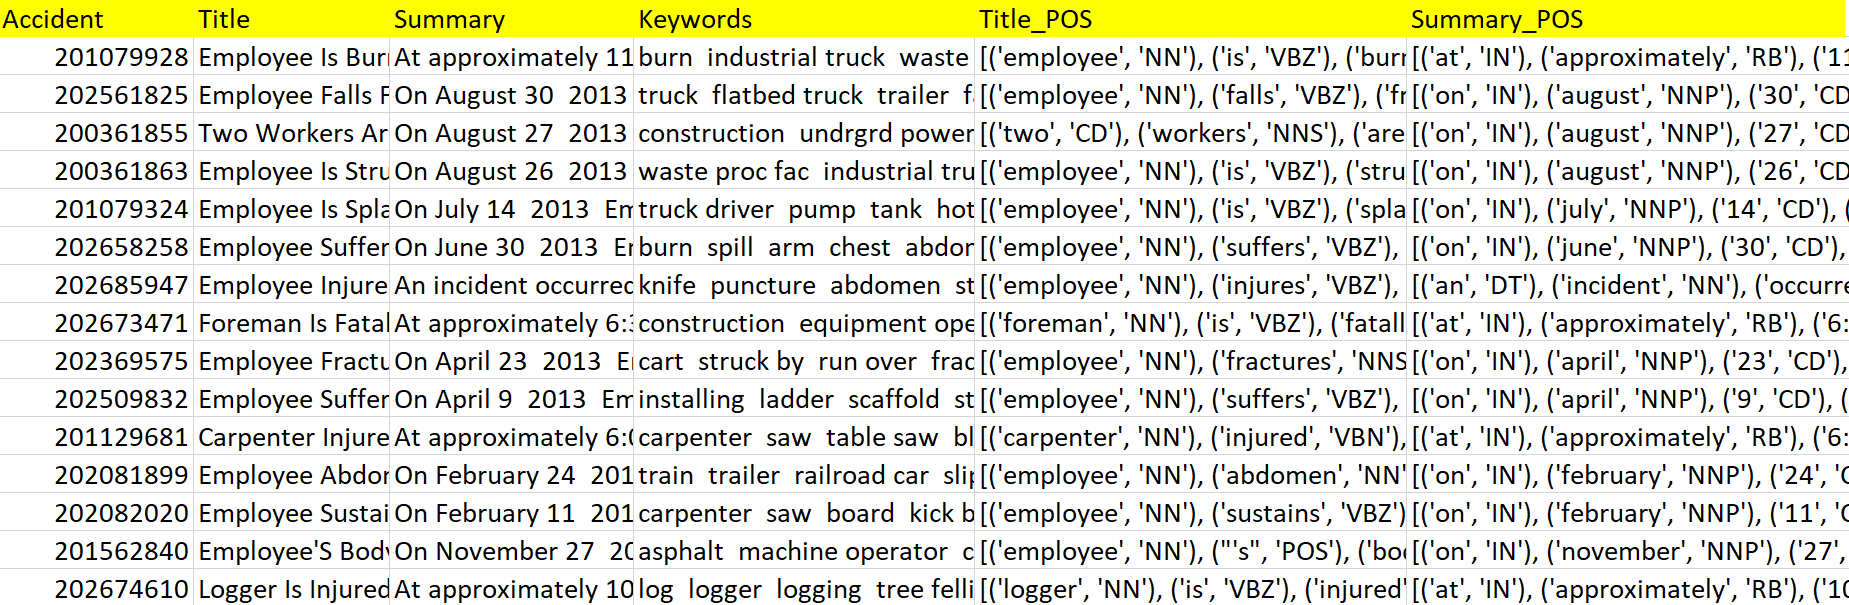 Accident Title Summary Keywords Title_POS Summary_POS
201079928 Employee Is Bur At approximately 11 burn industrial truck waste [('employee', 'NN'), ('is', 'VBZ'), ('burr [('at', 'IN'), ('approximately', 'RB'), ('11
202561825 Employee Falls F On August 30 2013 truck flatbed truck trailer f [('employee', 'NN'), ('falls', 'VBZ'), ('fr [('on', 'IN'), ('august', 'NNP'), ('30', 'CD
200361855 Two Workers Ar On August 27 2013 construction undrgrd power [('two', 'CD'), ('workers', 'NNS'), ('are [('on', 'IN'), ('august', 'NNP'), ('27', 'CD
200361863 Employee Is Stru On August 26 2013 waste proc fac industrial tru [('employee', 'NN'), ('is', 'VBZ'), ('stru [('on', 'IN'), ('august', 'NNP'), ('26', 'CD
201079324 Employee Is Spla On July 14 2013 Em truck driver pump tank hot [('employee', 'NN'), ('is', 'VBZ'), ('spla [('on', 'IN'), ('july', 'NNP'), ('14', 'CD'), (
202658258 Employee Suffer On June 30 2013 Er burn spill arm chest abdor [('employee', 'NN'), ('suffers', 'VBZ'), [('on', 'IN'), ('june', 'NNP'), ('30', 'CD'),
202685947 Employee Injure An incident occurred knife puncture abdomen st [('employee', 'NN'), ('injures', 'VBZ'), [('an', 'DT'), ('incident', 'NN'), ('occurre
202673471 Foreman Is Fatal At approximately 6:3 construction equipment ope [('foreman', 'NN'), ('is', 'VBZ'), ('fatall [('at', 'IN'), ('approximately', 'RB'), ('6:
202369575 Employee Fractu On April 23 2013 E cart struck by run over frac [('employee', 'NN'), ('fractures', 'NNS [('on', 'IN'), ('april', 'NNP'), ('23', 'CD'),
202509832 Employee Suffer On April 9 2013 Em installing ladder scaffold st [('employee', 'NN'), ('suffers', 'VBZ'), [('on', 'IN'), ('april', 'NNP'), ('9', 'CD'), (
201129681 Carpenter Injure At approximately 6:0 carpenter saw table saw bl [('carpenter', 'NN'), ('injured', 'VBN'), [('at', 'IN'), ('approximately', 'RB'), ('6:
202081899 Employee Abdor On February 24 201 train trailer railroad car slip [('employee', 'NN'), ('abdomen', 'NN' [('on', 'IN'), ('february', 'NNP'), ('24', 'C
202082020 Employee Sustai On February 11 201 carpenter saw board kick b [('employee', 'NN'), ('sustains', 'VBZ') [('on', 'IN'), ('february', 'NNP'), ('11', 'C
201562840 Employee'S Body On November 27 20 asphalt machine operator c [('employee', 'NN'), ("'s", 'POS'), ('boc [('on', 'IN'), ('november', 'NNP'), ('27',
202674610 Logger Is Injured At approximately 10 log logger logging tree felli [('logger', 'NN'), ('is', 'VBZ'), ('injured' [('at', 'IN'), ('approximately', 'RB'), ('10